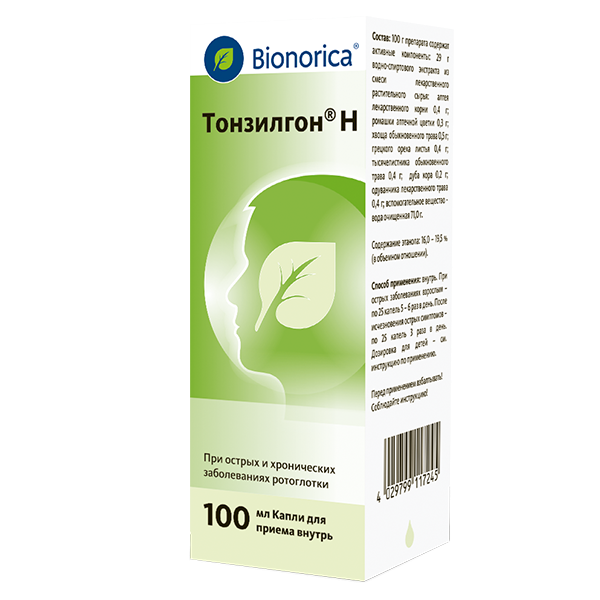 Bionorica®
Тонзилгон® Н
При острых и хронических
заболеваниях ротоглотки
100 мл Капли для
приема внутрь
Состав: 100 г препарата содержат
активные компоненты: 29 г
водно-спиртового экстракта из
смеси лекарственного
растительного сырья: алтея
лекарственного корни 0,4 г;
ромашки аптечной цветки 0,3 г;
хвоща обыкновенного трава 0,5 г;
грецкого ореха листья 0,4 г;
тысячелистника обыкновенного
трава 0,4 г; дуба кора 0,2 г;
одуванчика лекарственного трава
0,4 г; вспомогательное вещество -
вода очищенная 71,0 г.
Содержание этанола: 16,0 – 19,5 %
(в объемном отношении).
Способ применения: внутрь. При
острых заболеваниях взрослым –
по 25 капель 5 – 6 раз в день. После
исчезновения острых симптомов -
по 25 капель 3 раза в день.
Дозировка для детей – см.
инструкцию по применению.
Перед применением взбалтывать!
Соблюдайте инструкцию!
4 029799 117245